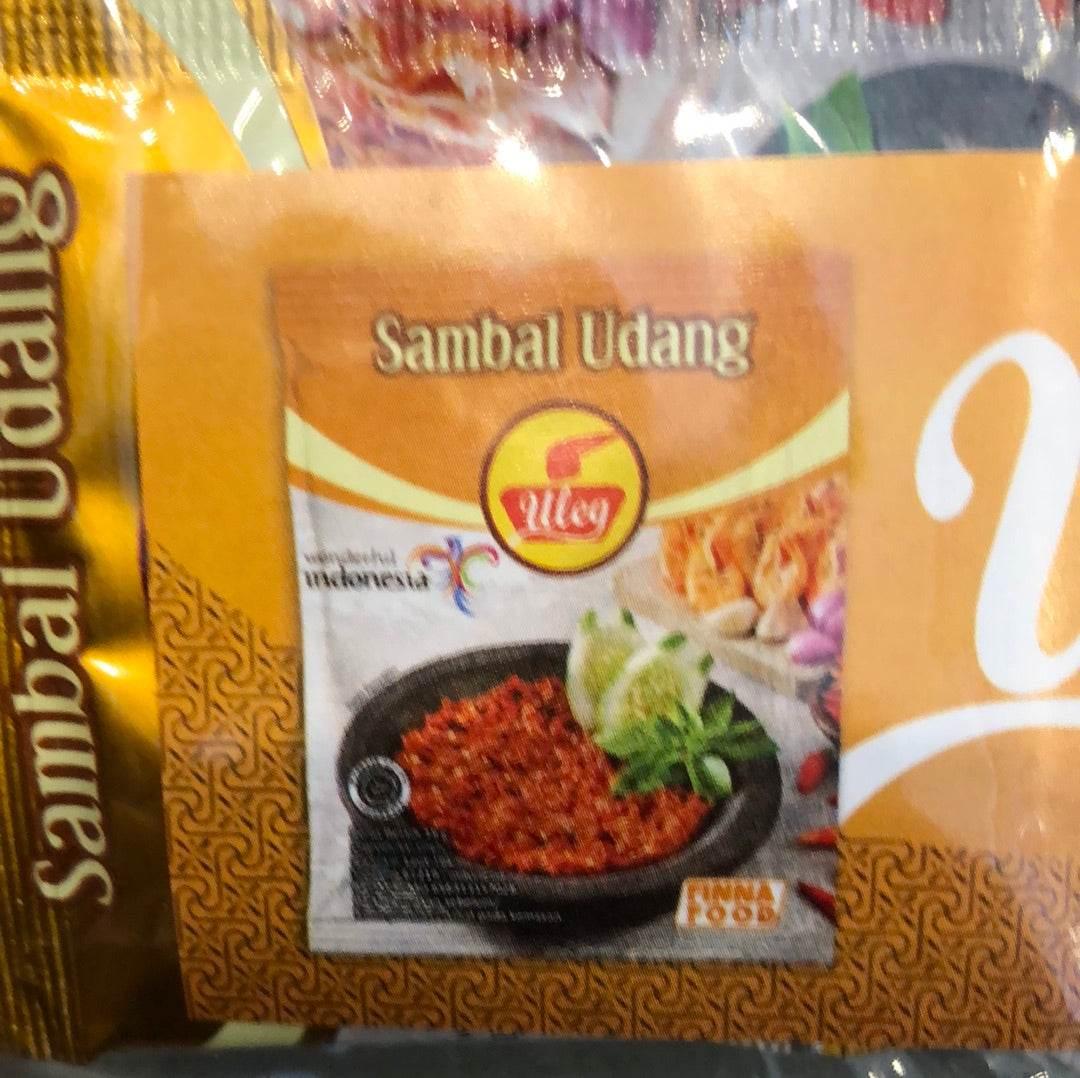 Sambal Udang
Sambal Udang
Uleg
wonderful
indonesia
FINNA
FOOD